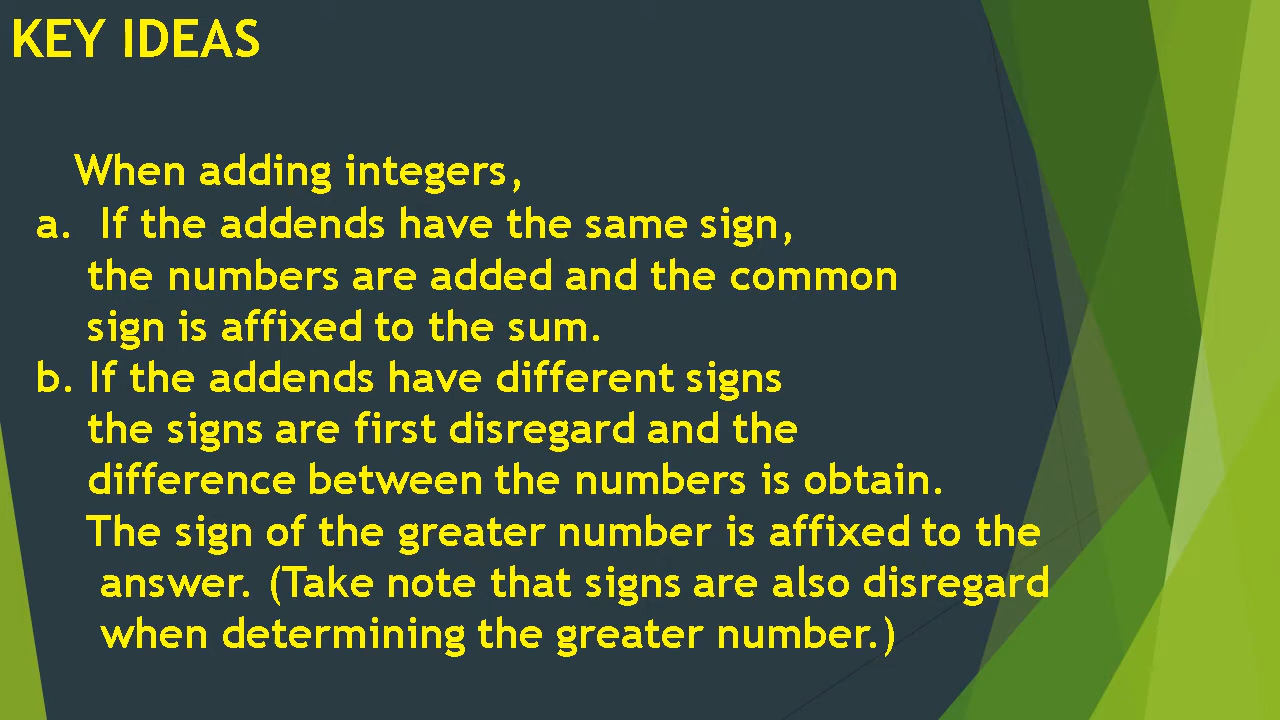 KEY IDEAS
When adding integers,
a. If the addends have the same sign,
the numbers are added and the common
sign is affixed to the sum.
b. If the addends have different signs
the signs are first disregard and the
difference between the numbers is obtain.
The sign of the greater number is affixed to the
answer. (Take note that signs are also disregard
when determining the greater number.)